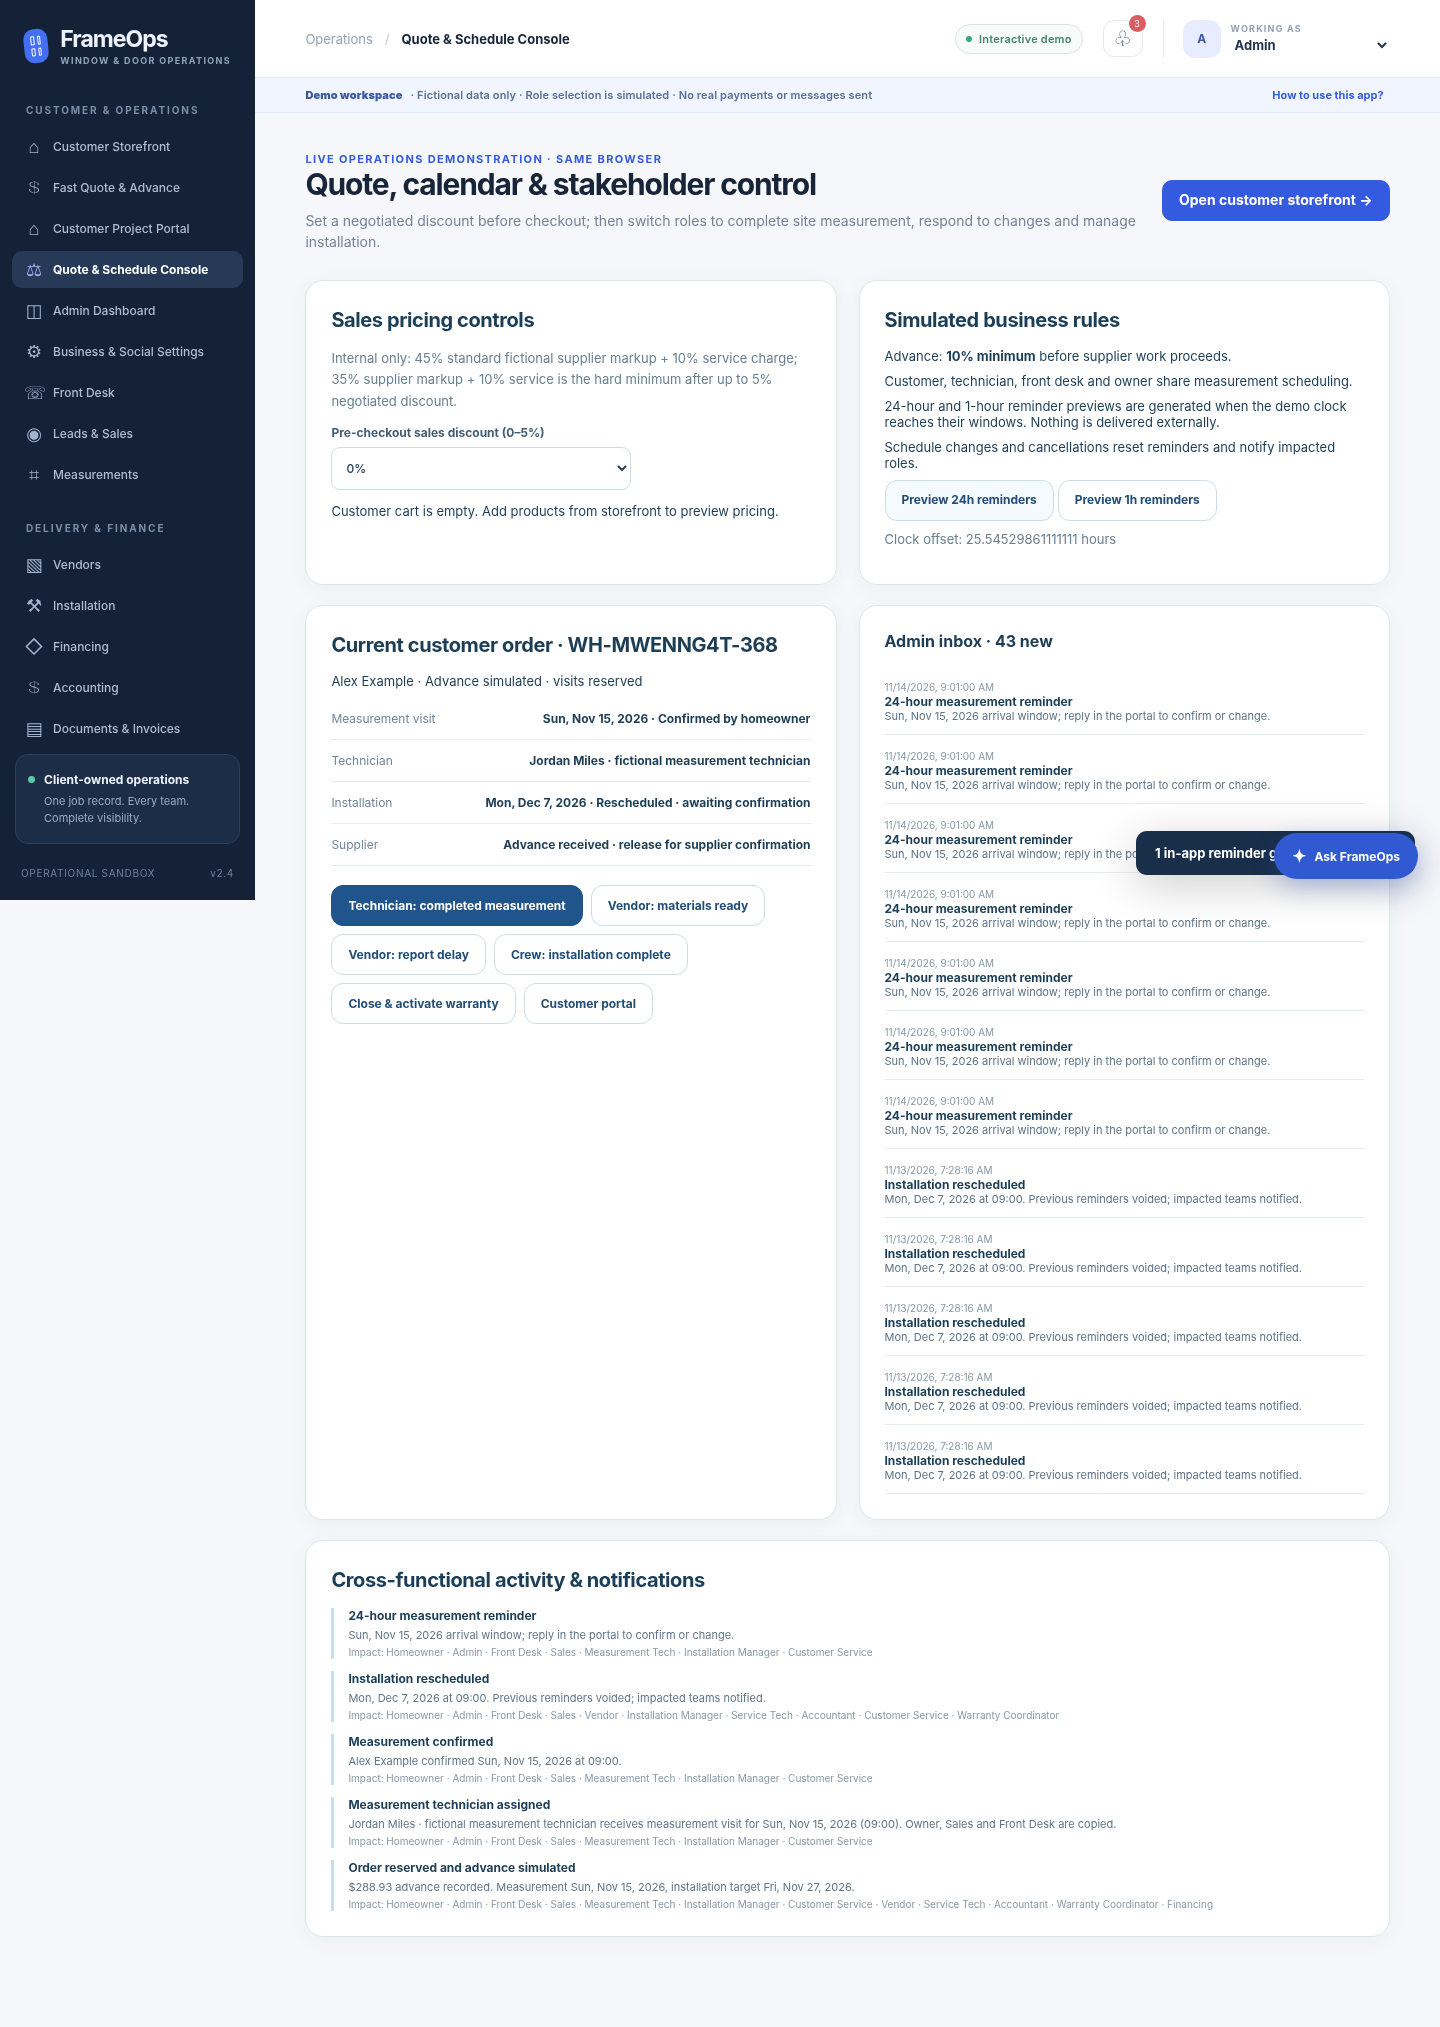 FrameOps
WINDOW & DOOR OPERATIONS
CUSTOMER & OPERATIONS
Customer Storefront
Fast Quote & Advance
Customer Project Portal
Quote & Schedule Console
Admin Dashboard
Business & Social Settings
Front Desk
Leads & Sales
Measurements
DELIVERY & FINANCE
Vendors
Installation
Financing
Accounting
Documents & Invoices
Client-owned operations
One job record. Every team.
Complete visibility.
OPERATIONAL SANDBOX v2.4
Operations / Quote & Schedule Console
Interactive demo
3
A
WORKING AS
Admin
Demo workspace · Fictional data only · Role selection is simulated · No real payments or messages sent
How to use this app?
LIVE OPERATIONS DEMONSTRATION · SAME BROWSER
Quote, calendar & stakeholder control
Set a negotiated discount before checkout; then switch roles to complete site measurement, respond to changes and manage
installation.
Open customer storefront →
Sales pricing controls
Internal only: 45% standard fictional supplier markup + 10% service charge;
35% supplier markup + 10% service is the hard minimum after up to 5%
negotiated discount.
Pre-checkout sales discount (0–5%)
0%
Customer cart is empty. Add products from storefront to preview pricing.
Simulated business rules
Advance: 10% minimum before supplier work proceeds.
Customer, technician, front desk and owner share measurement scheduling.
24-hour and 1-hour reminder previews are generated when the demo clock
reaches their windows. Nothing is delivered externally.
Schedule changes and cancellations reset reminders and notify impacted
roles.
Preview 24h reminders
Preview 1h reminders
Clock offset: 25.54529861111111 hours
Current customer order · WH-MWENNG4T-368
Alex Example · Advance simulated · visits reserved
Measurement visit Sun, Nov 15, 2026 · Confirmed by homeowner
Technician Jordan Miles · fictional measurement technician
Installation Mon, Dec 7, 2026 · Rescheduled · awaiting confirmation
Supplier Advance received · release for supplier confirmation
Technician: completed measurement
Vendor: materials ready
Vendor: report delay
Crew: installation complete
Close & activate warranty
Customer portal
Admin inbox · 43 new
11/14/2026, 9:01:00 AM
24-hour measurement reminder
Sun, Nov 15, 2026 arrival window; reply in the portal to confirm or change.
11/14/2026, 9:01:00 AM
24-hour measurement reminder
Sun, Nov 15, 2026 arrival window; reply in the portal to confirm or change.
11/14/2026, 9:01:00 AM
24-hour measurement reminder
Sun, Nov 15, 2026 arrival window; reply in the
1 in-app reminder
Ask FrameOps
11/14/2026, 9:01:00 AM
24-hour measurement reminder
Sun, Nov 15, 2026 arrival window; reply in the portal to confirm or change.
11/14/2026, 9:01:00 AM
24-hour measurement reminder
Sun, Nov 15, 2026 arrival window; reply in the portal to confirm or change.
11/14/2026, 9:01:00 AM
24-hour measurement reminder
Sun, Nov 15, 2026 arrival window; reply in the portal to confirm or change.
11/14/2026, 9:01:00 AM
24-hour measurement reminder
Sun, Nov 15, 2026 arrival window; reply in the portal to confirm or change.
11/13/2026, 7:28:16 AM
Installation rescheduled
Mon, Dec 7, 2026 at 09:00. Previous reminders voided; impacted teams notified.
11/13/2026, 7:28:16 AM
Installation rescheduled
Mon, Dec 7, 2026 at 09:00. Previous reminders voided; impacted teams notified.
11/13/2026, 7:28:16 AM
Installation rescheduled
Mon, Dec 7, 2026 at 09:00. Previous reminders voided; impacted teams notified.
11/13/2026, 7:28:16 AM
Installation rescheduled
Mon, Dec 7, 2026 at 09:00. Previous reminders voided; impacted teams notified.
11/13/2026, 7:28:16 AM
Installation rescheduled
Mon, Dec 7, 2026 at 09:00. Previous reminders voided; impacted teams notified.
Cross-functional activity & notifications
24-hour measurement reminder
Sun, Nov 15, 2026 arrival window; reply in the portal to confirm or change.
Impact: Homeowner · Admin · Front Desk · Sales · Measurement Tech · Installation Manager · Customer Service
Installation rescheduled
Mon, Dec 7, 2026 at 09:00. Previous reminders voided; impacted teams notified.
Impact: Homeowner · Admin · Front Desk · Sales · Vendor · Installation Manager · Service Tech · Accountant · Customer Service · Warranty Coordinator
Measurement confirmed
Alex Example confirmed Sun, Nov 15, 2026 at 09:00.
Impact: Homeowner · Admin · Front Desk · Sales · Measurement Tech · Installation Manager · Customer Service
Measurement technician assigned
Jordan Miles · fictional measurement technician receives measurement visit for Sun, Nov 15, 2026 (09:00). Owner, Sales and Front Desk are copied.
Impact: Homeowner · Admin · Front Desk · Sales · Measurement Tech · Installation Manager · Customer Service
Order reserved and advance simulated
$288.93 advance recorded. Measurement Sun, Nov 15, 2026, installation target Fri, Nov 27, 2026.
Impact: Homeowner · Admin · Front Desk · Sales · Measurement Tech · Installation Manager · Customer Service · Vendor · Service Tech · Accountant · Warranty Coordinator · Financing